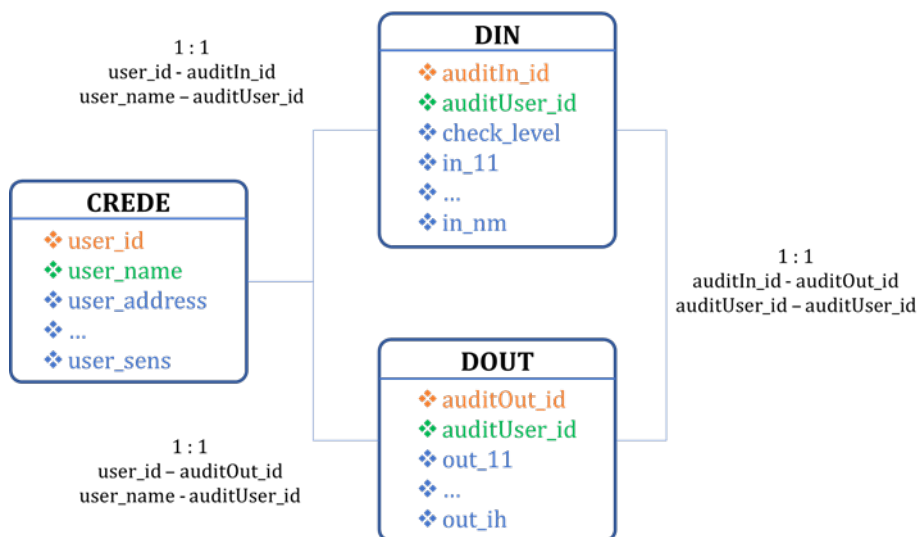 1 : 1
user_id - auditIn_id
user_name – auditUser_id
DIN
❖ auditIn_id
❖ auditUser_id
❖ check_level
❖ in_11
❖ ...
❖ in_nm
CREDE
❖ user_id
❖ user_name
❖ user_address
❖ ...
❖ user_sens
1 : 1
auditIn_id - auditOut_id
auditUser_id – auditUser_id
DOUT
❖ auditOut_id
❖ auditUser_id
❖ out_11
❖ ...
❖ out_ih
1 : 1
user_id – auditOut_id
user_name - auditUser_id